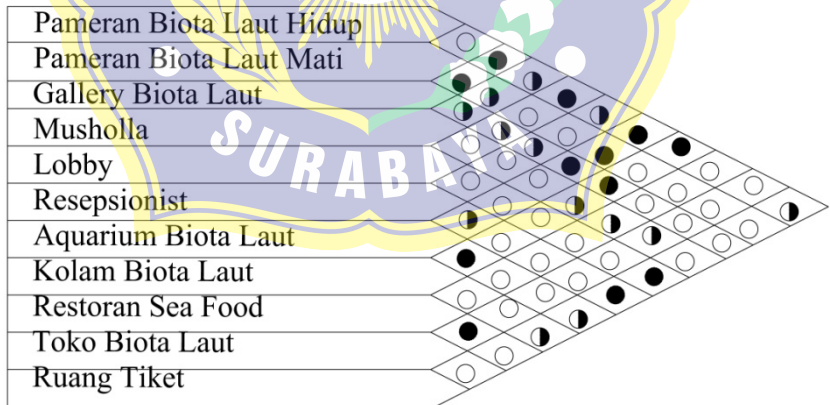 Pameran Biota Laut Hidup
Pameran Biota Laut Mati
Gallery Biota Laut
Musholla
Lobby
Resepsionist
Aquarium Biota Laut
Kolam Biota Laut
Restoran Sea Food
Toko Biota Laut
Ruang Tiket
SURABAYA